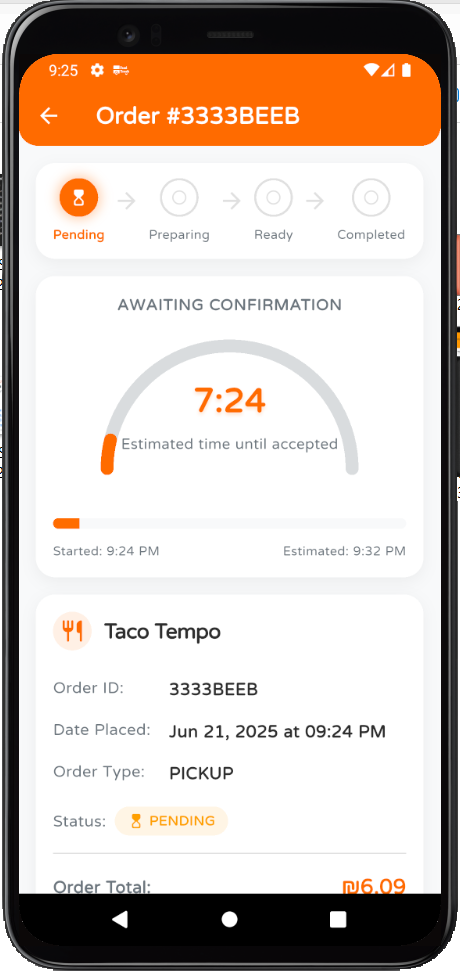 9:25
Order #3333BEEB
Pending
Preparing
Ready
Completed
AWAITING CONFIRMATION
7:24
Estimated time until accepted
Started: 9:24 PM
Estimated: 9:32 PM
Taco Tempo
Order ID: 3333BEEB
Date Placed: Jun 21, 2025 at 09:24 PM
Order Type: PICKUP
Status: PENDING
Order Total: ₪6.09